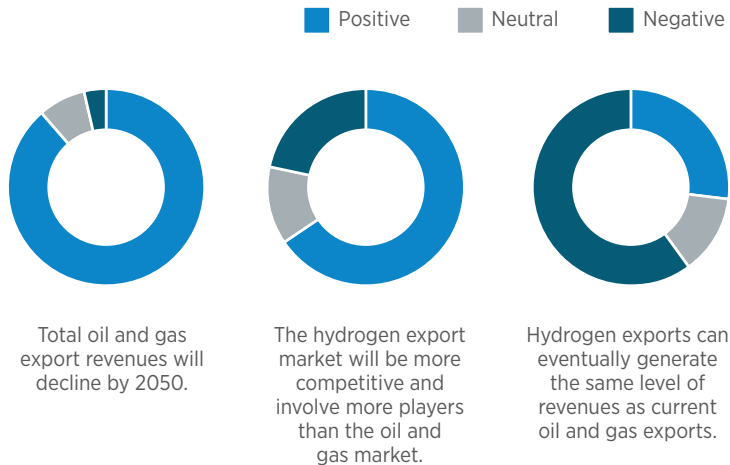 Positive
Neutral
Negative
Total oil and gas
export revenues will
decline by 2050.
The hydrogen export
market will be more
competitive and
involve more players
than the oil and
gas market.
Hydrogen exports can
eventually generate
the same level of
revenues as current
oil and gas exports.